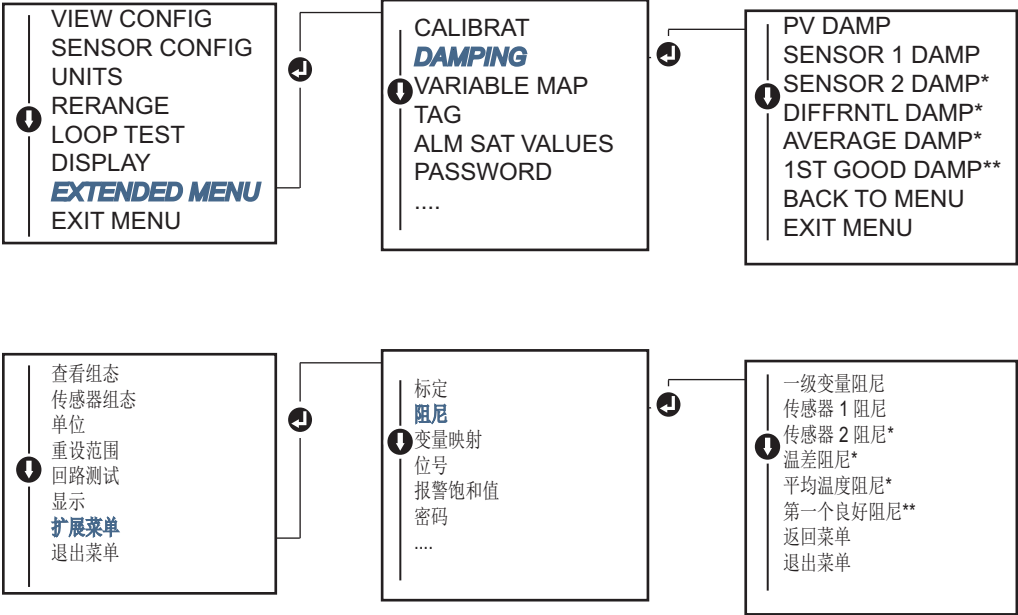 VIEW CONFIG
SENSOR CONFIG
UNITS
RERANGE
LOOP TEST
DISPLAY
EXTENDED MENU
EXIT MENU
CALIBRAT
DAMPING
VARIABLE MAP
TAG
ALM SAT VALUES
PASSWORD
....
PV DAMP
SENSOR 1 DAMP
SENSOR 2 DAMP*
DIFFRNTL DAMP*
AVERAGE DAMP*
1ST GOOD DAMP**
BACK TO MENU
EXIT MENU
查看组态
传感器组态
单位
重设范围
回路测试
显示
扩展菜单
退出菜单
标定
阻尼
变量映射
位号
报警饱和值
密码
....
一级变量阻尼
传感器 1 阻尼
传感器 2 阻尼*
温差阻尼*
平均温度阻尼*
第一个良好阻尼**
返回菜单
退出菜单